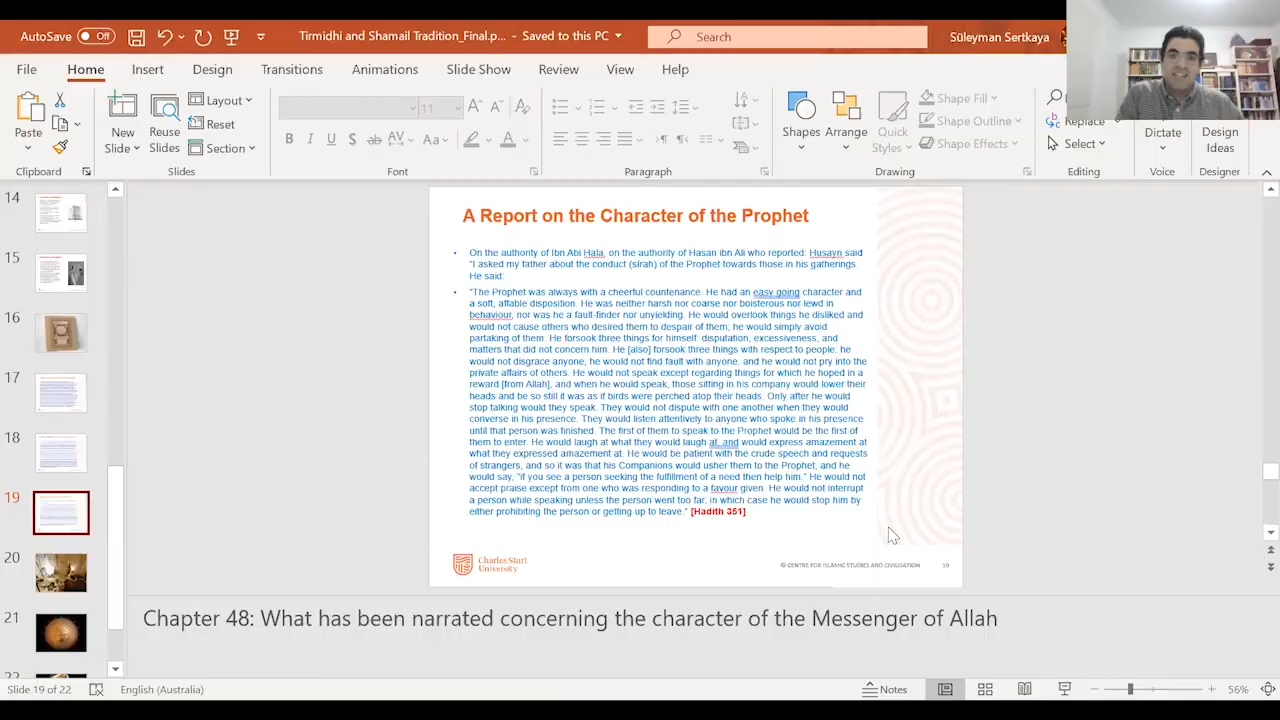 AutoSave Off Tirmidhi and Shamail Tradition_Final.p... - Saved to this PC Search Süleyman Sertkaya
File Home Insert Design Transitions Animations Slide Show Review View Help
Paste New Slide Reuse Slides Layout Reset Section 11 B I U S ab AV Aa A Shapes Arrange Quick Styles Shape Fill Shape Outline Shape Effects Replace Select Dictate Design Ideas
Clipboard Slides Font Paragraph Drawing Editing Voice Designer
14
15
16
17
18
19
20
21
22
A Report on the Character of the Prophet
• On the authority of Ibn Abi Hala, on the authority of Hasan ibn Ali who reported: Husayn said
"I asked my father about the conduct (sirah) of the Prophet towards those in his gatherings.
He said:
• "The Prophet was always with a cheerful countenance. He had an easy going character and
a soft, affable disposition. He was neither harsh nor coarse nor boisterous nor lewd in
behaviour, nor was he a fault-finder nor unyielding. He would overlook things he disliked and
would not cause others who desired them to despair of them; he would simply avoid
partaking of them. He forsook three things for himself: disputation, excessiveness, and
matters that did not concern him. He [also] forsook three things with respect to people: he
would not disgrace anyone, he would not find fault with anyone, and he would not pry into the
private affairs of others. He would not speak except regarding things for which he hoped in a
reward [from Allah], and when he would speak, those sitting in his company would lower their
heads and be so still it was as if birds were perched atop their heads. Only after he would
stop talking would they speak. They would not dispute with one another when they would
converse in his presence. They would listen attentively to anyone who spoke in his presence
until that person was finished. The first of them to speak to the Prophet would be the first of
them to enter. He would laugh at what they would laugh at, and would express amazement at
what they expressed amazement at. He would be patient with the crude speech and requests
of strangers, and so it was that his Companions would usher them to the Prophet, and he
would say, "if you see a person seeking the fulfillment of a need then help him." He would not
accept praise except from one who was responding to a favour given. He would not interrupt
a person while speaking unless the person went too far, in which case he would stop him by
either prohibiting the person or getting up to leave." [Hadith 351]
Charles Sturt
University
© CENTRE FOR ISLAMIC STUDIES AND CIVILISATION 19
Chapter 48: What has been narrated concerning the character of the Messenger of Allah
Slide 19 of 22 English (Australia) Notes 56%